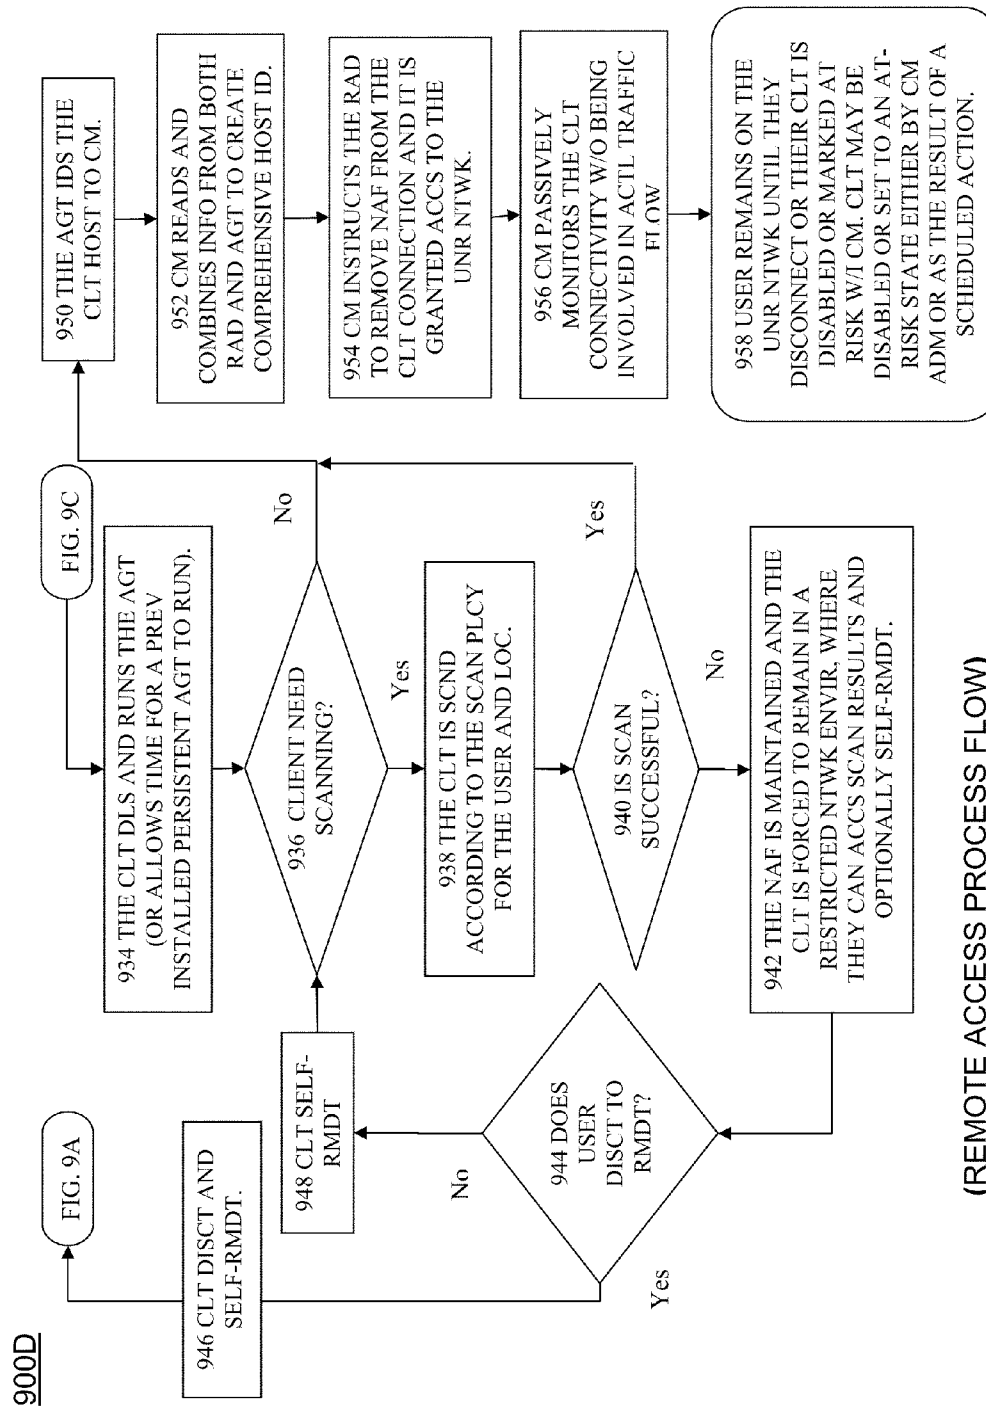 900D
FIG. 9A
946 CLT DISCT AND
SELF-RMDT.
948 CLT SELF-
RMDT
No
944 DOES
USER
DISCT TO
RMDT?
Yes
FIG. 9C
934 THE CLT DLS AND RUNS THE AGT
(OR ALLOWS TIME FOR A PREV
INSTALLED PERSISTENT AGT TO RUN).
936 CLIENT NEED
SCANNING?
No
Yes
938 THE CLT IS SCND
ACCORDING TO THE SCAN PLCY
FOR THE USER AND LOC.
940 IS SCAN
SUCCESSFUL?
Yes
No
942 THE NAF IS MAINTAINED AND THE
CLT IS FORCED TO REMAIN IN A
RESTRICTED NTWK ENVIR, WHERE
THEY CAN ACCS SCAN RESULTS AND
OPTIONALLY SELF-RMDT.
950 THE AGT IDS THE
CLT HOST TO CM.
952 CM READS AND
COMBINES INFO FROM BOTH
RAD AND AGT TO CREATE
COMPREHENSIVE HOST ID.
954 CM INSTRUCTS THE RAD
TO REMOVE NAF FROM THE
CLT CONNECTION AND IT IS
GRANTED ACCS TO THE
UNR NTWK.
956 CM PASSIVELY
MONITORS THE CLT
CONNECTIVITY W/O BEING
INVOLVED IN ACTL TRAFFIC
FLOW
958 USER REMAINS ON THE
UNR NTWK UNTIL THEY
DISCONNECT OR THEIR CLT IS
DISABLED OR MARKED AT
RISK W/I CM. CLT MAY BE
DISABLED OR SET TO AN AT-
RISK STATE EITHER BY CM
ADM OR AS THE RESULT OF A
SCHEDULED ACTION.
(REMOTE ACCESS PROCESS FLOW)